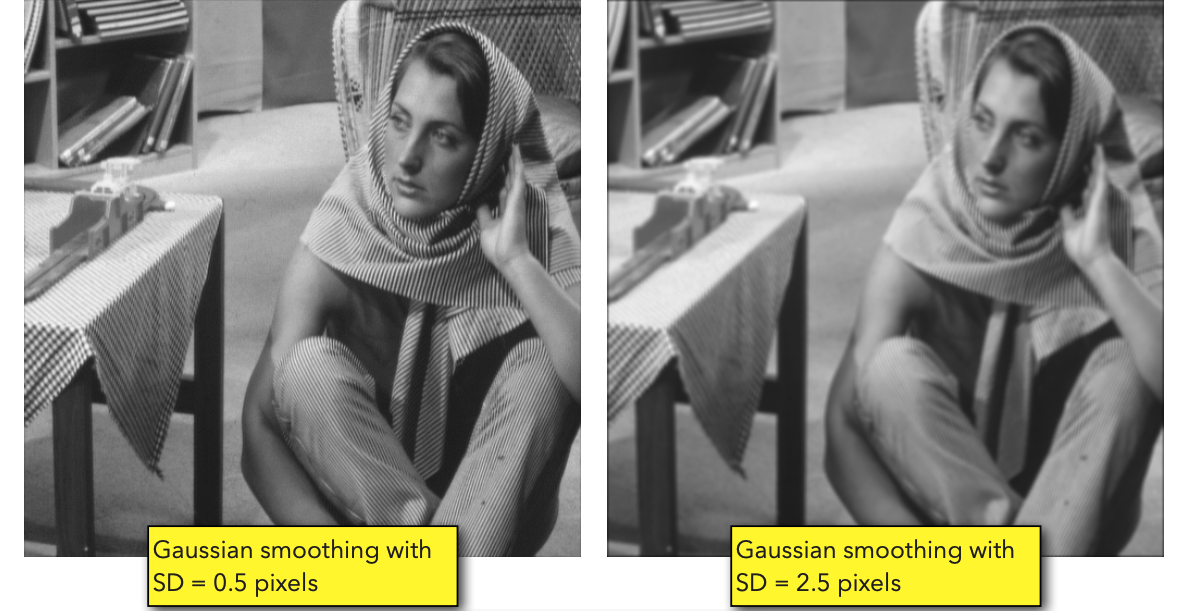 Gaussian smoothing with
SD = 0.5 pixels
Gaussian smoothing with
SD = 2.5 pixels